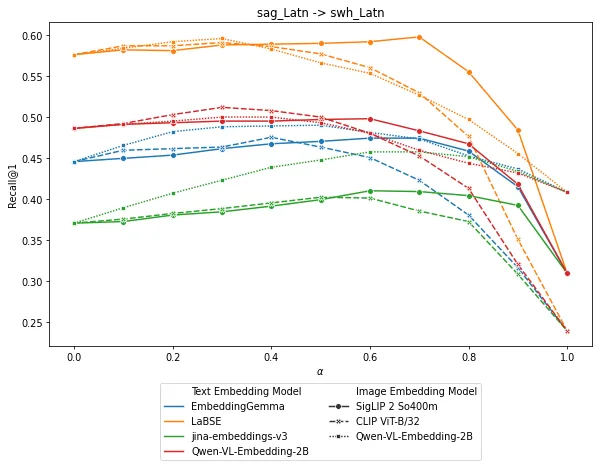 sag_Latn -> swh_Latn
Recall@1
0.60
0.55
0.50
0.45
0.40
0.35
0.30
0.25
0.0 0.2 0.4 0.6 0.8 1.0
α
Text Embedding Model Image Embedding Model
EmbeddingGemma SigLIP 2 So400m
LaBSE CLIP ViT-B/32
jina-embeddings-v3 Qwen-VL-Embedding-2B
Qwen-VL-Embedding-2B